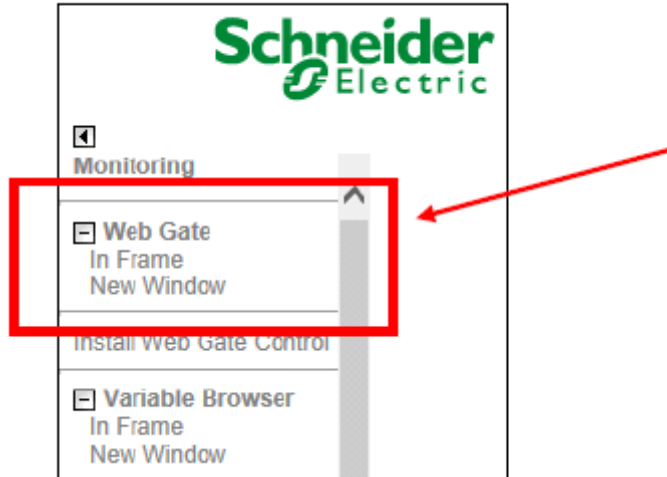 Schneider
Electric
Monitoring
Web Gate
In Frame
New Window
Install Web Gate Control
Variable Browser
In Frame
New Window